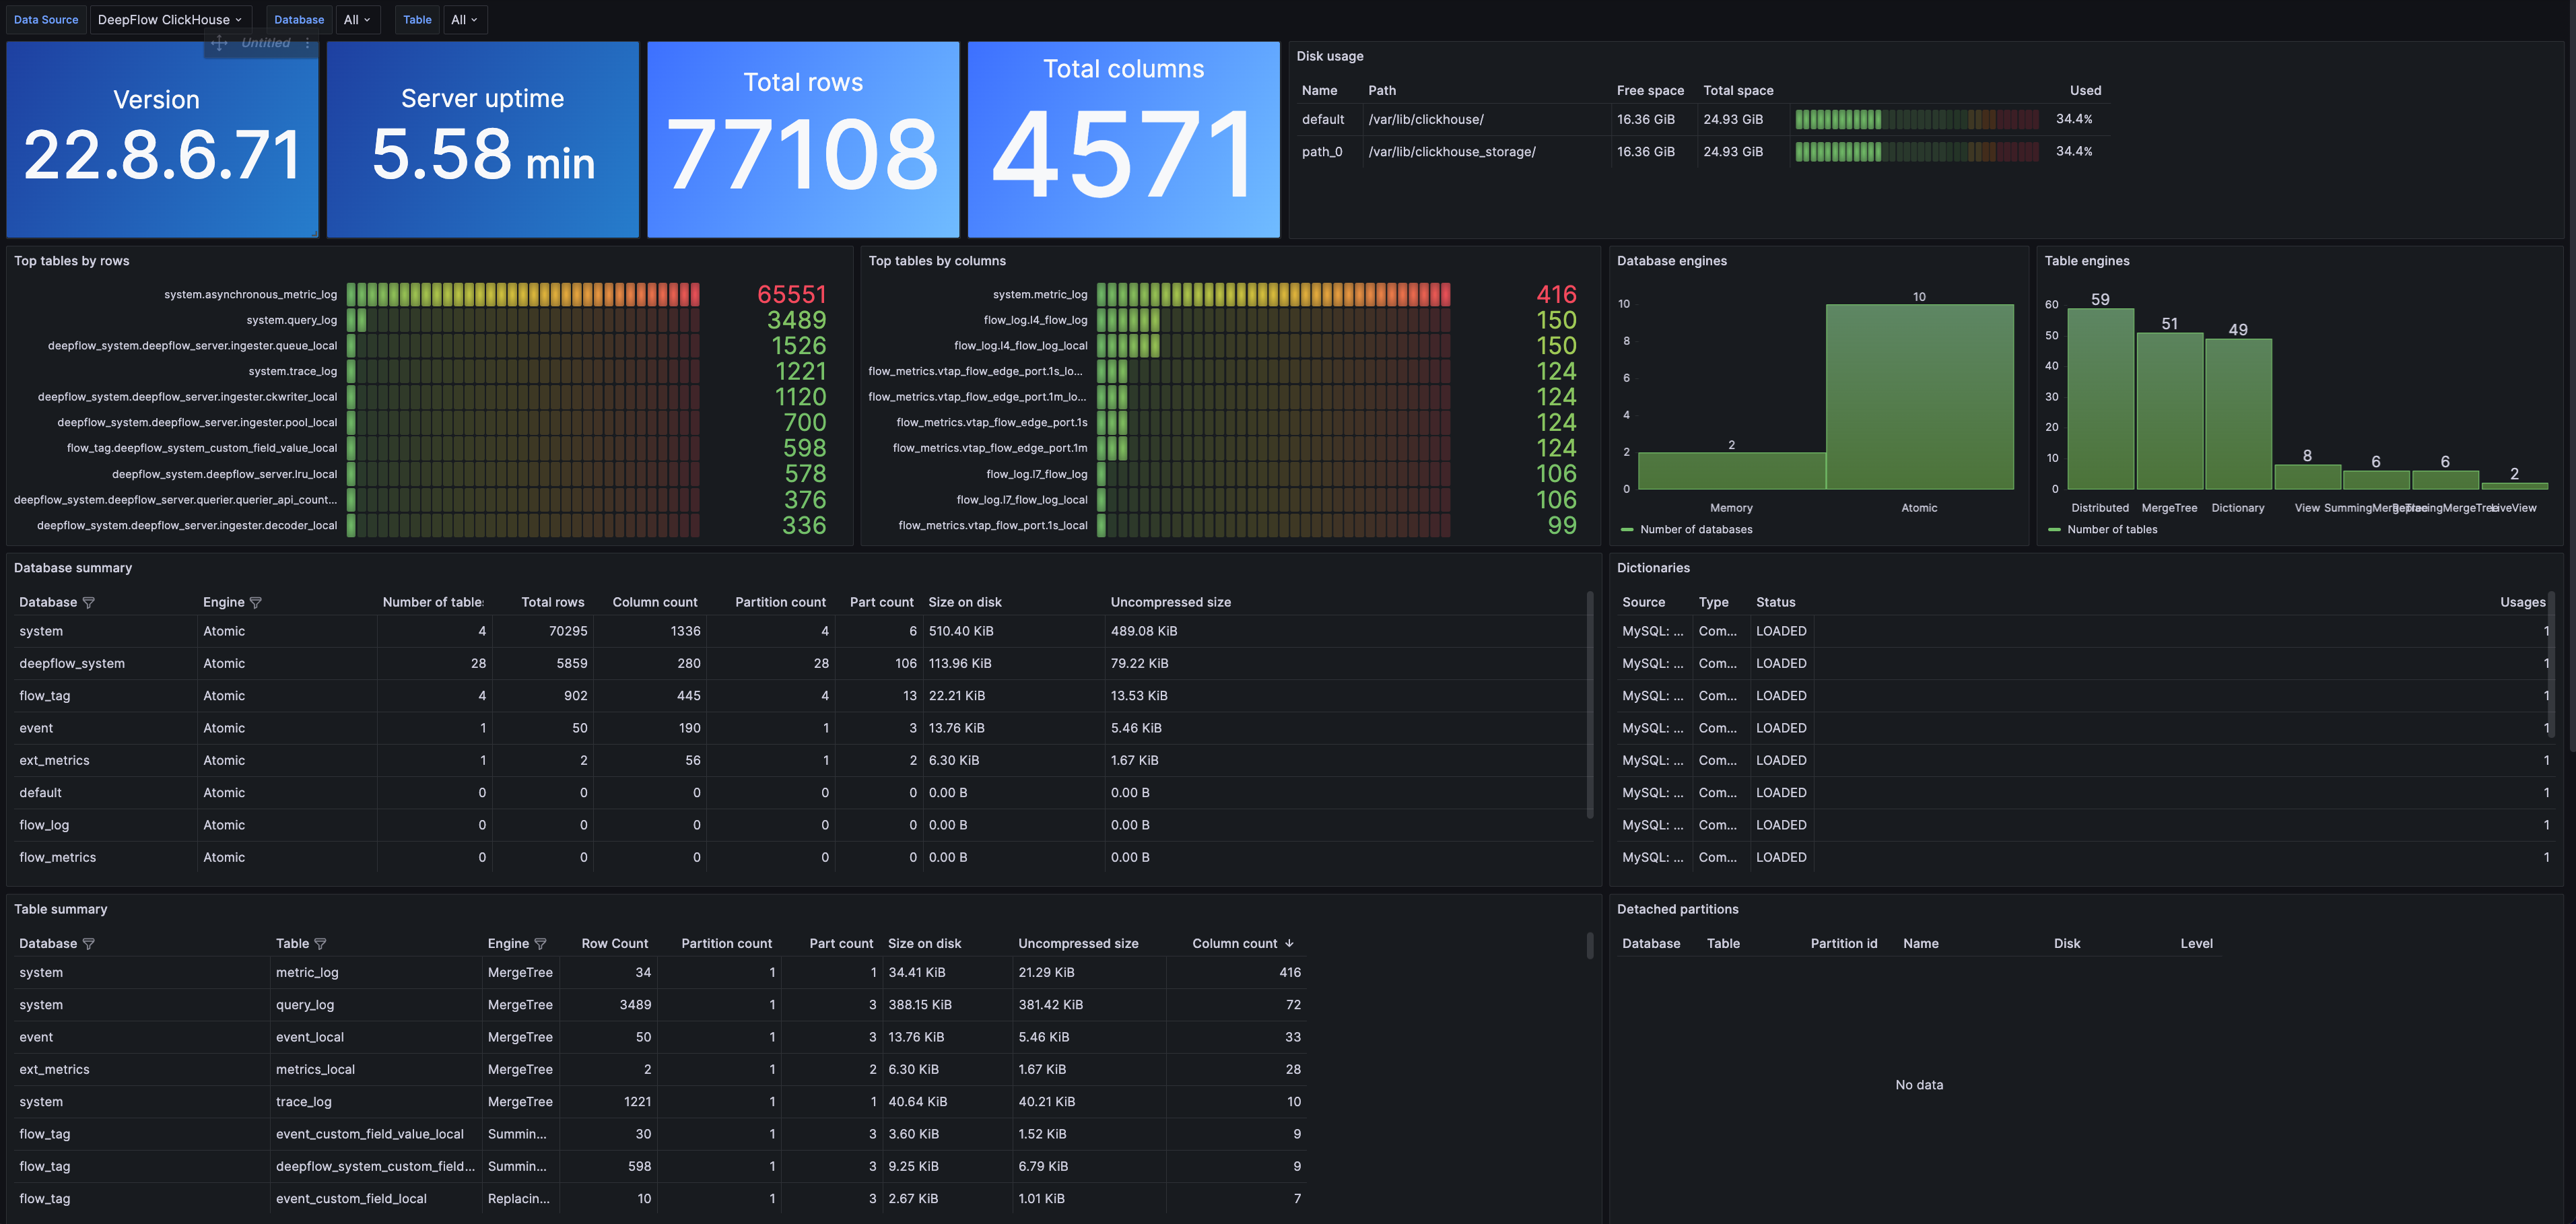 Data Source DeepFlow ClickHouse Database All Table All
Untitled
Version
22.8.6.71
Server uptime
5.58 min
Total rows
77108
Total columns
4571
Disk usage
Name Path Free space Total space Used
default /var/lib/clickhouse/ 16.36 GiB 24.93 GiB 34.4%
path_0 /var/lib/clickhouse_storage/ 16.36 GiB 24.93 GiB 34.4%
Top tables by rows
system.asynchronous_metric_log 65551
system.query_log 3489
deepflow_system.deepflow_server.ingester.queue_local 1526
system.trace_log 1221
deepflow_system.deepflow_server.ingester.ckwriter_local 1120
deepflow_system.deepflow_server.ingester.pool_local 700
flow_tag.deepflow_system_custom_field_value_local 598
deepflow_system.deepflow_server.lru_local 578
deepflow_system.deepflow_server.querier.querier_api_count... 376
deepflow_system.deepflow_server.ingester.decoder_local 336
Top tables by columns
system.metric_log 416
flow_log.l4_flow_log 150
flow_log.l4_flow_log_local 150
flow_metrics.vtap_flow_edge_port.1s_lo... 124
flow_metrics.vtap_flow_edge_port.1m_lo... 124
flow_metrics.vtap_flow_edge_port.1s 124
flow_metrics.vtap_flow_edge_port.1m 124
flow_log.l7_flow_log 106
flow_log.l7_flow_log_local 106
flow_metrics.vtap_flow_port.1s_local 99
Database engines
10
8
6
4
2
0
2
10
Memory Atomic
Number of databases
Table engines
60
50
40
30
20
10
0
59
51
49
8
6
6
2
Distributed MergeTree Dictionary View SummingMergeTree ReplacingMergeTree LiveView
Number of tables
Database summary
Database Engine Number of table Total rows Column count Partition count Part count Size on disk Uncompressed size
system Atomic 4 70295 1336 4 6 510.40 KiB 489.08 KiB
deepflow_system Atomic 28 5859 280 28 106 113.96 KiB 79.22 KiB
flow_tag Atomic 4 902 445 4 13 22.21 KiB 13.53 KiB
event Atomic 1 50 190 1 3 13.76 KiB 5.46 KiB
ext_metrics Atomic 1 2 56 1 2 6.30 KiB 1.67 KiB
default Atomic 0 0 0 0 0 0.00 B 0.00 B
flow_log Atomic 0 0 0 0 0 0.00 B 0.00 B
flow_metrics Atomic 0 0 0 0 0 0.00 B 0.00 B
Dictionaries
Source Type Status Usages
MySQL: ... Com... LOADED 1
MySQL: ... Com... LOADED 1
MySQL: ... Com... LOADED 1
MySQL: ... Com... LOADED 1
MySQL: ... Com... LOADED 1
MySQL: ... Com... LOADED 1
MySQL: ... Com... LOADED 1
MySQL: ... Com... LOADED 1
Table summary
Database Table Engine Row Count Partition count Part count Size on disk Uncompressed size Column count
system metric_log MergeTree 34 1 1 34.41 KiB 21.29 KiB 416
system query_log MergeTree 3489 1 3 388.15 KiB 381.42 KiB 72
event event_local MergeTree 50 1 3 13.76 KiB 5.46 KiB 33
ext_metrics metrics_local MergeTree 2 1 2 6.30 KiB 1.67 KiB 28
system trace_log MergeTree 1221 1 1 40.64 KiB 40.21 KiB 10
flow_tag event_custom_field_value_local Summin... 30 1 3 3.60 KiB 1.52 KiB 9
flow_tag deepflow_system_custom_field... Summin... 598 1 3 9.25 KiB 6.79 KiB 9
flow_tag event_custom_field_local Replacin... 10 1 3 2.67 KiB 1.01 KiB 7
Detached partitions
Database Table Partition id Name Disk Level
No data